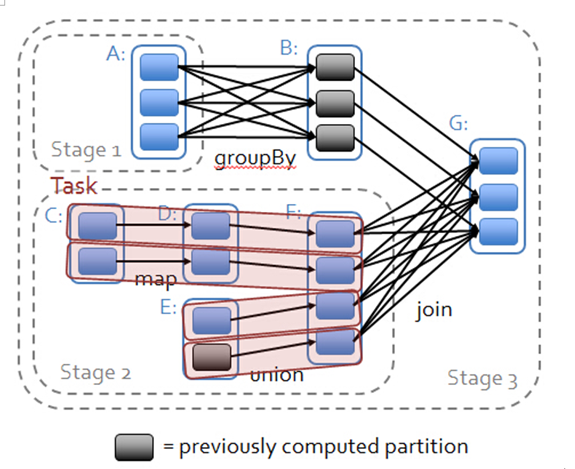 A:
B:
G:
Stage 1
groupBy
Task
C:
D:
F:
map
E:
join
Stage 2
union
Stage 3
= previously computed partition